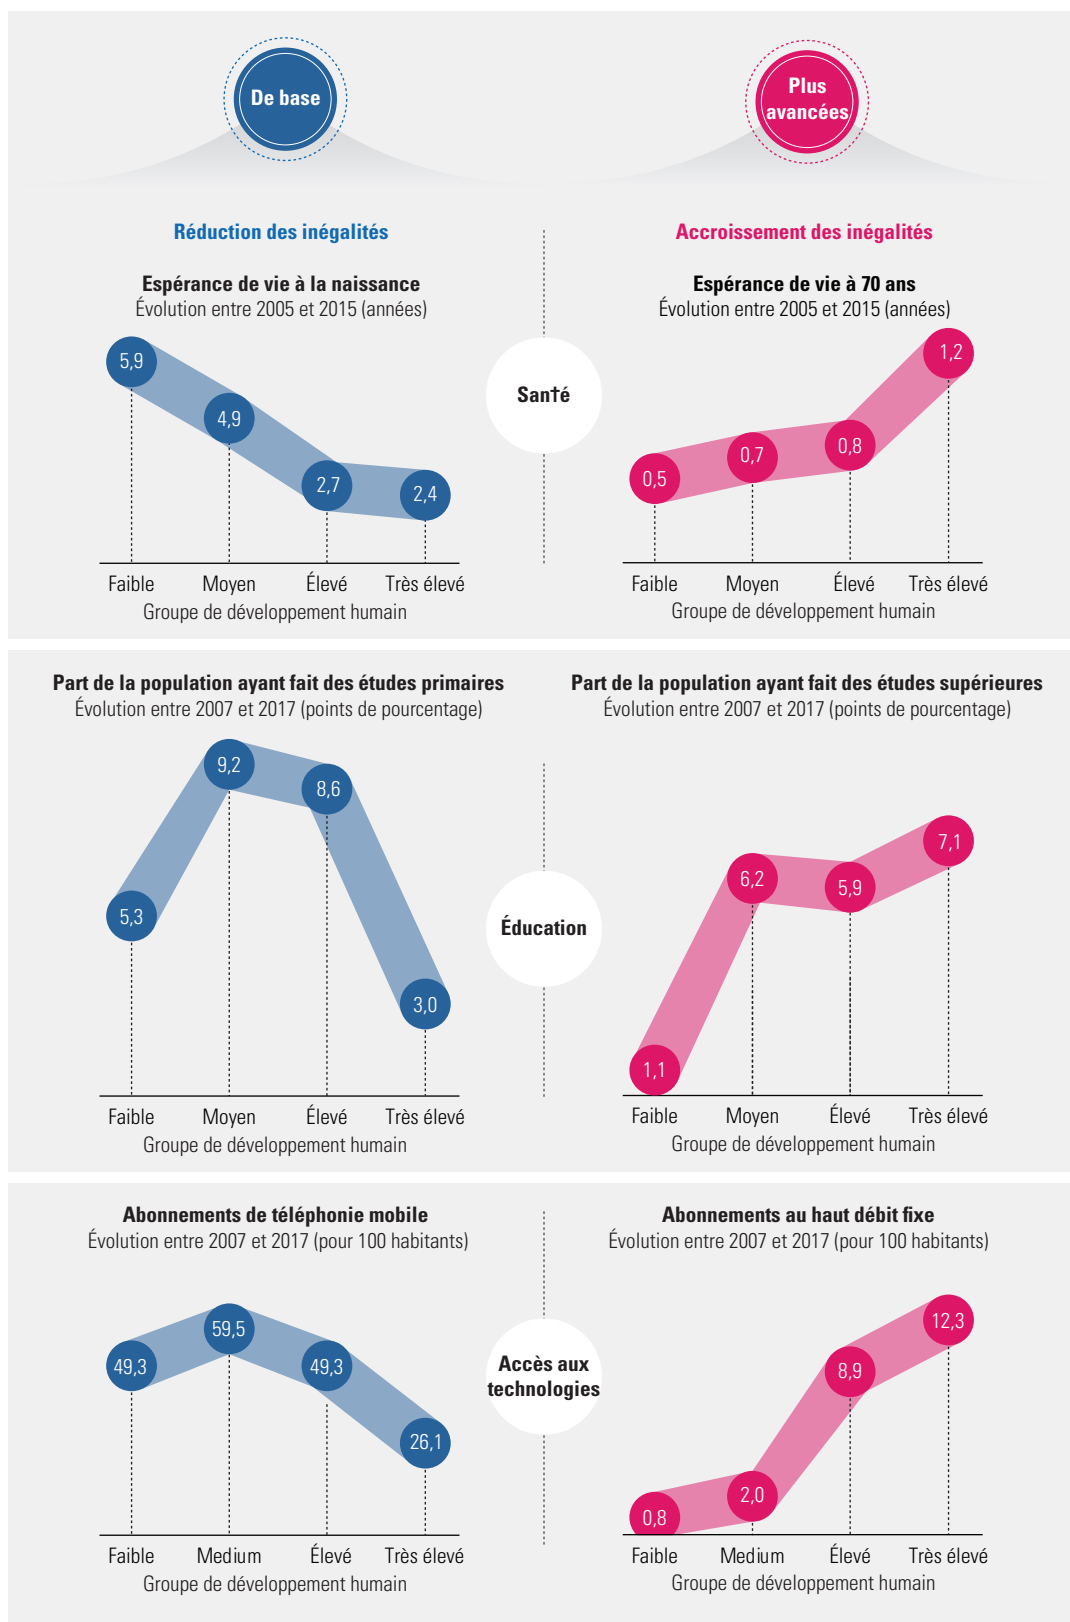 De base
Plus
avancées
Réduction des inégalités
Accroissement des inégalités
Espérance de vie à la naissance
Évolution entre 2005 et 2015 (années)
5,9
4,9
2,7
2,4
Faible
Moyen
Élevé
Très élevé
Groupe de développement humain
Santé
Espérance de vie à 70 ans
Évolution entre 2005 et 2015 (années)
0,5
0,7
0,8
1,2
Faible
Moyen
Élevé
Très élevé
Groupe de développement humain
Part de la population ayant fait des études primaires
Évolution entre 2007 et 2017 (points de pourcentage)
5,3
9,2
8,6
3,0
Faible
Moyen
Élevé
Très élevé
Groupe de développement humain
Éducation
Part de la population ayant fait des études supérieures
Évolution entre 2007 et 2017 (points de pourcentage)
1,1
6,2
5,9
7,1
Faible
Moyen
Élevé
Très élevé
Groupe de développement humain
Abonnements de téléphonie mobile
Évolution entre 2007 et 2017 (pour 100 habitants)
49,3
59,5
49,3
26,1
Faible
Medium
Élevé
Très élevé
Groupe de développement humain
Accès aux
technologies
Abonnements au haut débit fixe
Évolution entre 2007 et 2017 (pour 100 habitants)
0,8
2,0
8,9
12,3
Faible
Medium
Élevé
Très élevé
Groupe de développement humain